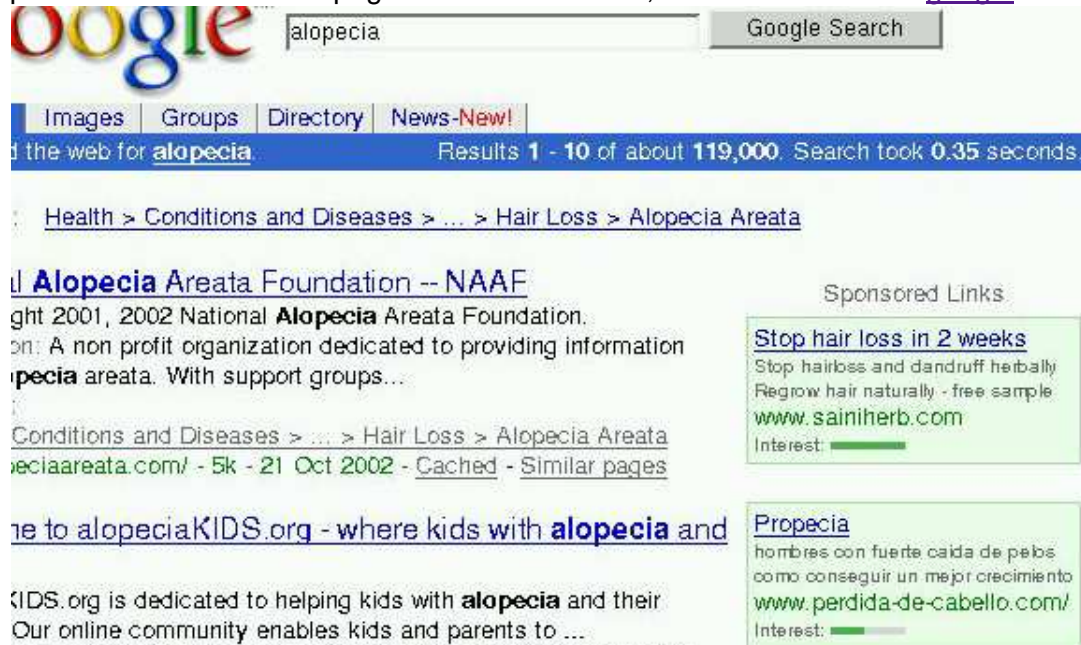 oogle
alopecia
Google Search
Images Groups Directory News-New!
d the web for alopecia. Results 1 - 10 of about 119,000. Search took 0.35 seconds.
: Health > Conditions and Diseases > ... > Hair Loss > Alopecia Areata
al Alopecia Areata Foundation -- NAAF
ght 2001, 2002 National Alopecia Areata Foundation.
on: A non profit organization dedicated to providing information
opecia areata. With support groups...
Conditions and Diseases > ... > Hair Loss > Alopecia Areata
peciaareata.com/ - 5k - 21 Oct 2002 - Cached - Similar pages
ne to alopeciaKIDS.org - where kids with alopecia and
KIDS.org is dedicated to helping kids with alopecia and their
Our online community enables kids and parents to ...
Sponsored Links
Stop hair loss in 2 weeks
Stop hairloss and dandruff herbally
Regrow hair naturally - free sample
www.sainiherb.com
Interest:
Propecia
hombres con fuerte caida de pelos
como conseguir un mejor crecimiento
www.perdida-de-cabello.com/
Interest: